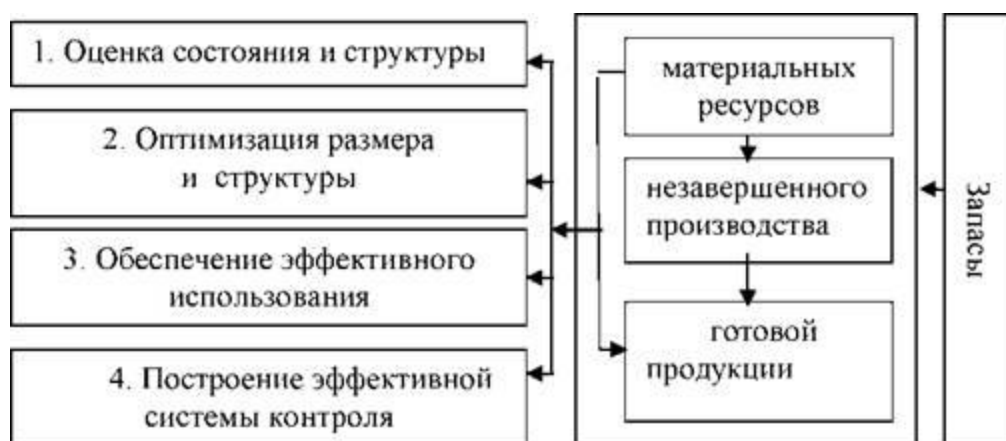 1. Оценка состояния и структуры
2. Оптимизация размера
и структуры
3. Обеспечение эффективного
использования
4. Построение эффективной
системы контроля
материальных
ресурсов
незавершенного
производства
готовой
продукции
Запасы